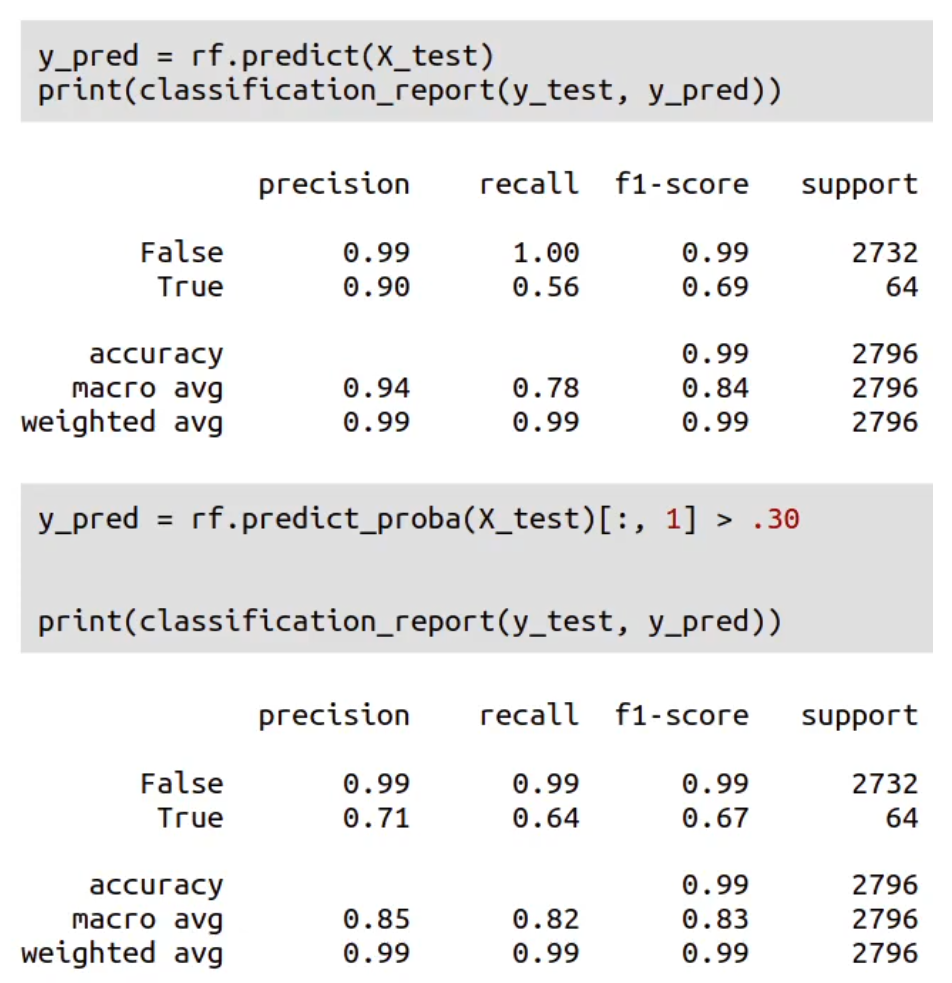 y_pred = rf.predict(X_test)
print(classification_report(y_test, y_pred))
precision recall f1-score support
False 0.99 1.00 0.99 2732
True 0.90 0.56 0.69 64
accuracy 0.99 2796
macro avg 0.94 0.78 0.84 2796
weighted avg 0.99 0.99 0.99 2796
y_pred = rf.predict_proba(X_test)[:, 1] > .30
print(classification_report(y_test, y_pred))
precision recall f1-score support
False 0.99 0.99 0.99 2732
True 0.71 0.64 0.67 64
accuracy 0.99 2796
macro avg 0.85 0.82 0.83 2796
weighted avg 0.99 0.99 0.99 2796